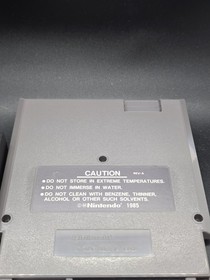 CAUTION REV-A
● DO NOT STORE IN EXTREME TEMPERATURES.
● DO NOT IMMERSE IN WATER.
● DO NOT CLEAN WITH BENZENE, THINNER,
ALCOHOL OR OTHER SUCH SOLVENTS.
©Nintendo® 1985